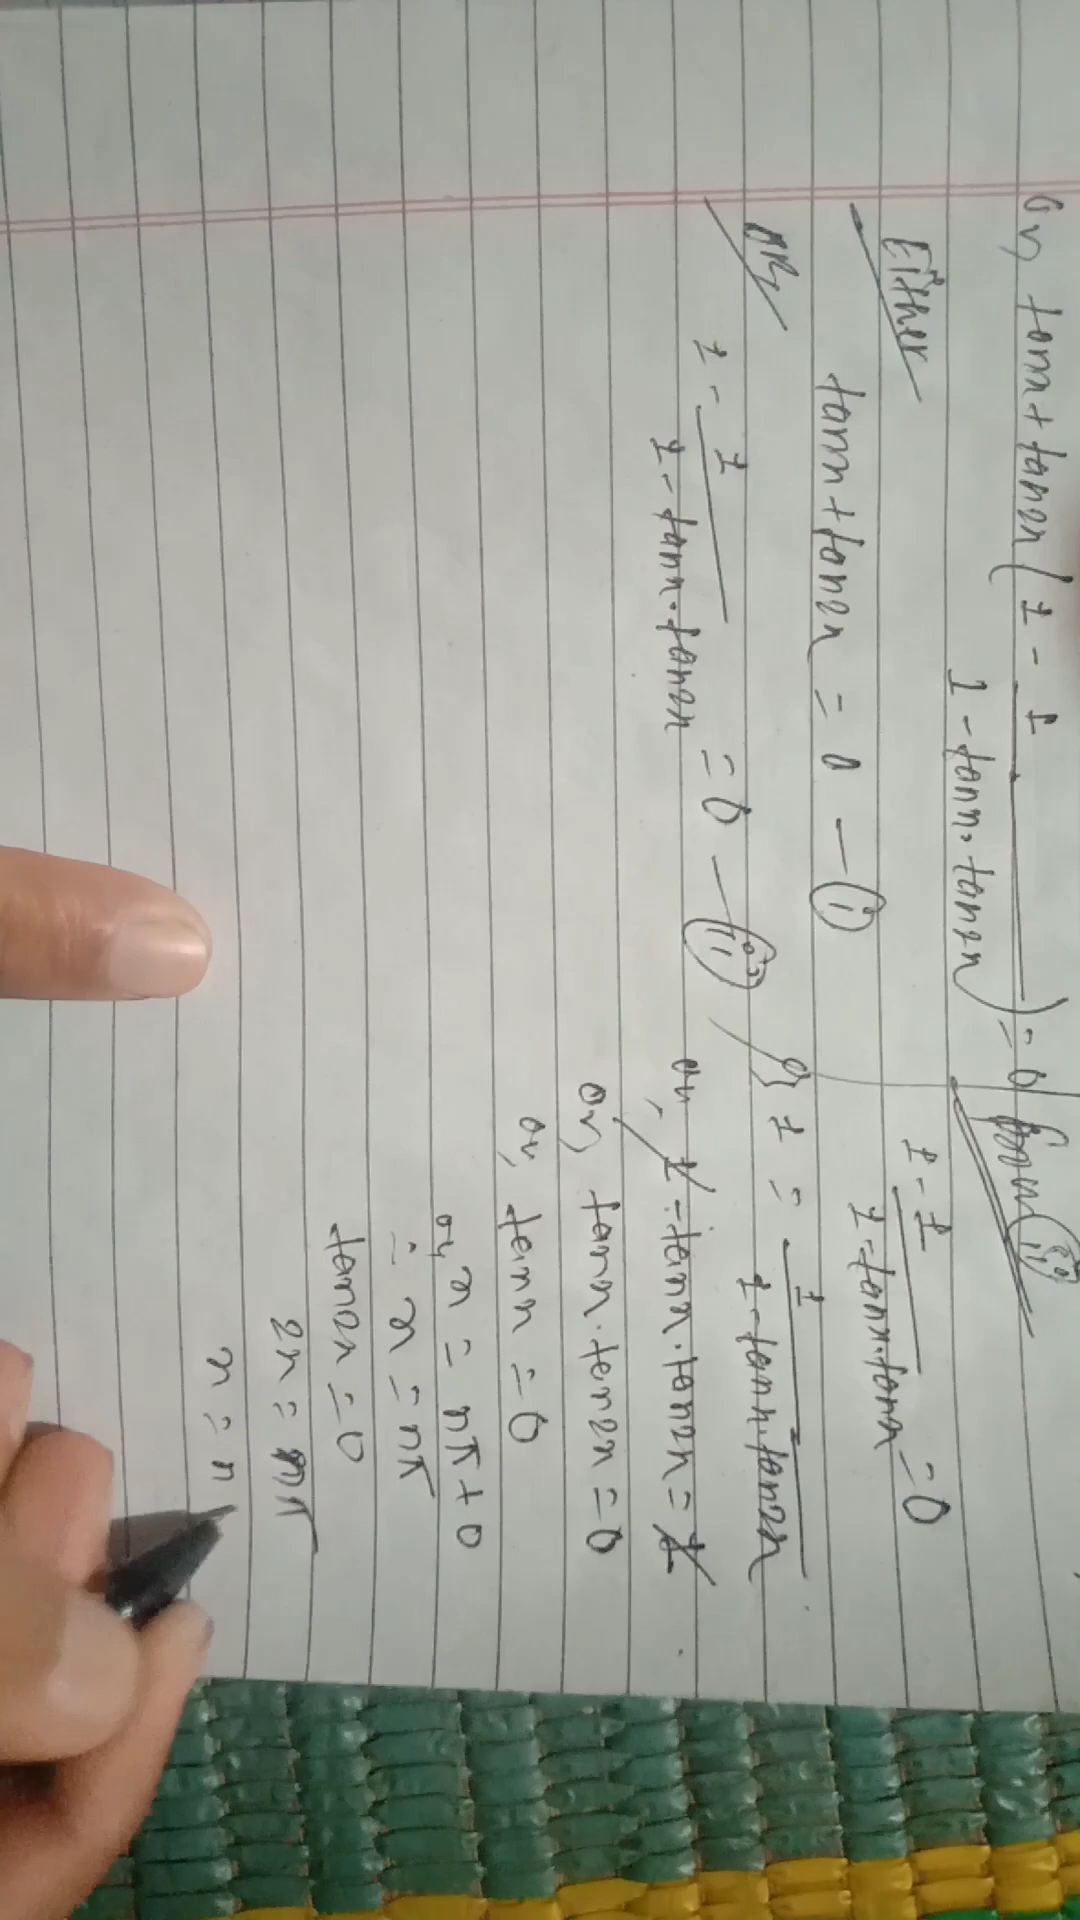 or, tanx + tan2x ( 1 - 1 / 1 - tanx. tan2x ) = 0
Either
tanx + tan2x = 0 - (i)
OR,
1 - 1 / 1 - tanx. tan2x = 0 - (ii)
from (ii)
1 - 1 / 1 - tanx. tanx = 0
or, 1 = 1 / 1 - tanx. tan2x
or, 1 - tanx. tan2x = 1
or, tanx. tan2x = 0
or, tanx = 0
or, x = nπ + 0
∴ x = nπ
tan2x = 0
2x = nπ
x = n